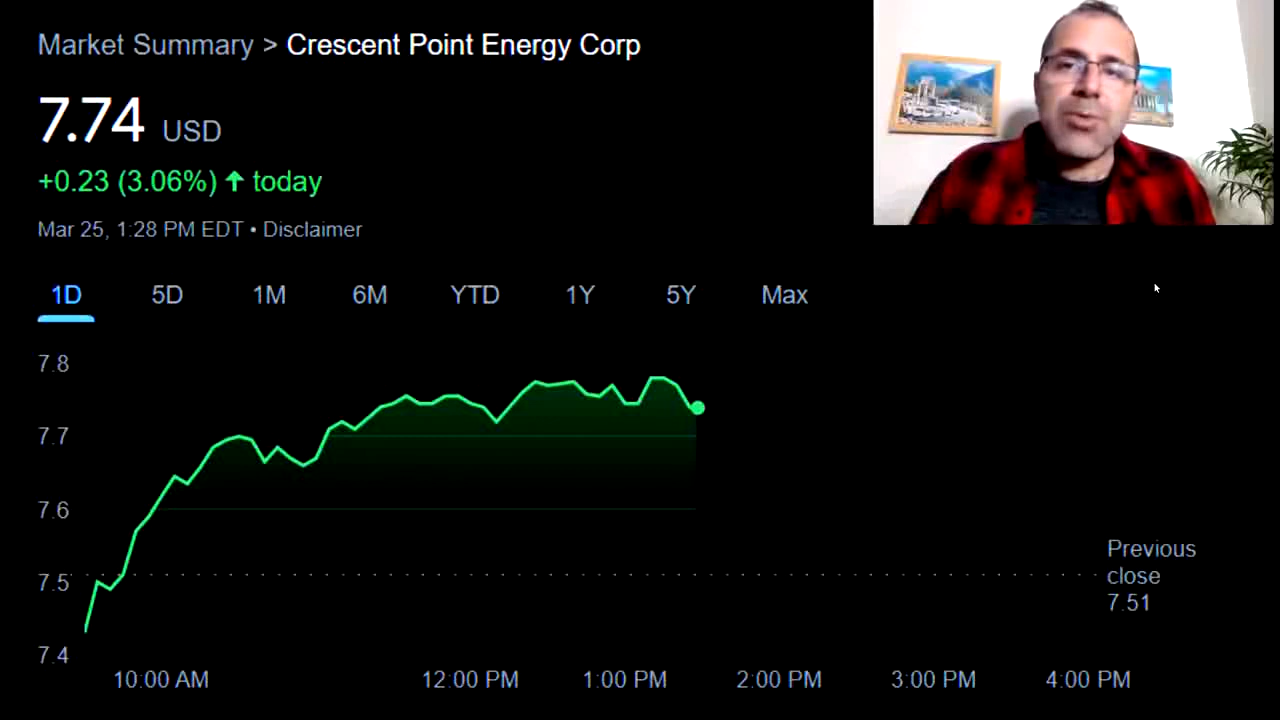 Market Summary > Crescent Point Energy Corp
7.74 USD
+0.23 (3.06%) ↑ today
Mar 25, 1:28 PM EDT • Disclaimer
1D 5D 1M 6M YTD 1Y 5Y Max
7.8
7.7
7.6
7.5
7.4
Previous
close
7.51
10:00 AM 12:00 PM 1:00 PM 2:00 PM 3:00 PM 4:00 PM